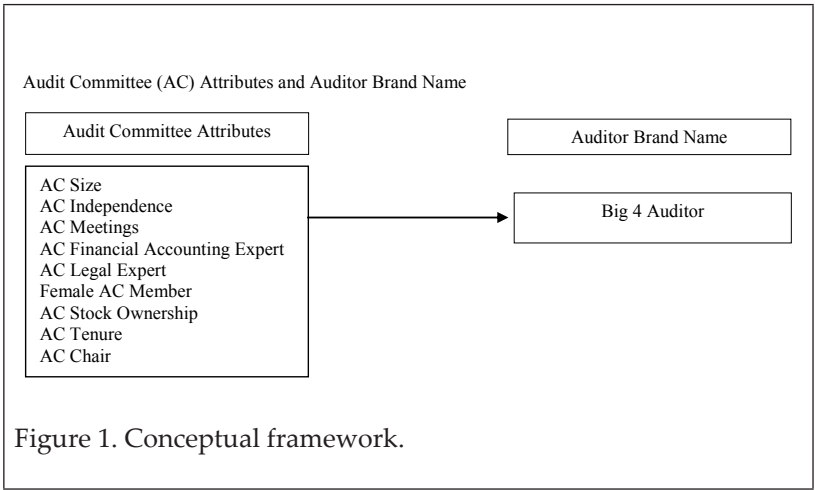 Audit Committee (AC) Attributes and Auditor Brand Name
Audit Committee Attributes
AC Size
AC Independence
AC Meetings
AC Financial Accounting Expert
AC Legal Expert
Female AC Member
AC Stock Ownership
AC Tenure
AC Chair
Auditor Brand Name
Big 4 Auditor
Figure 1. Conceptual framework.